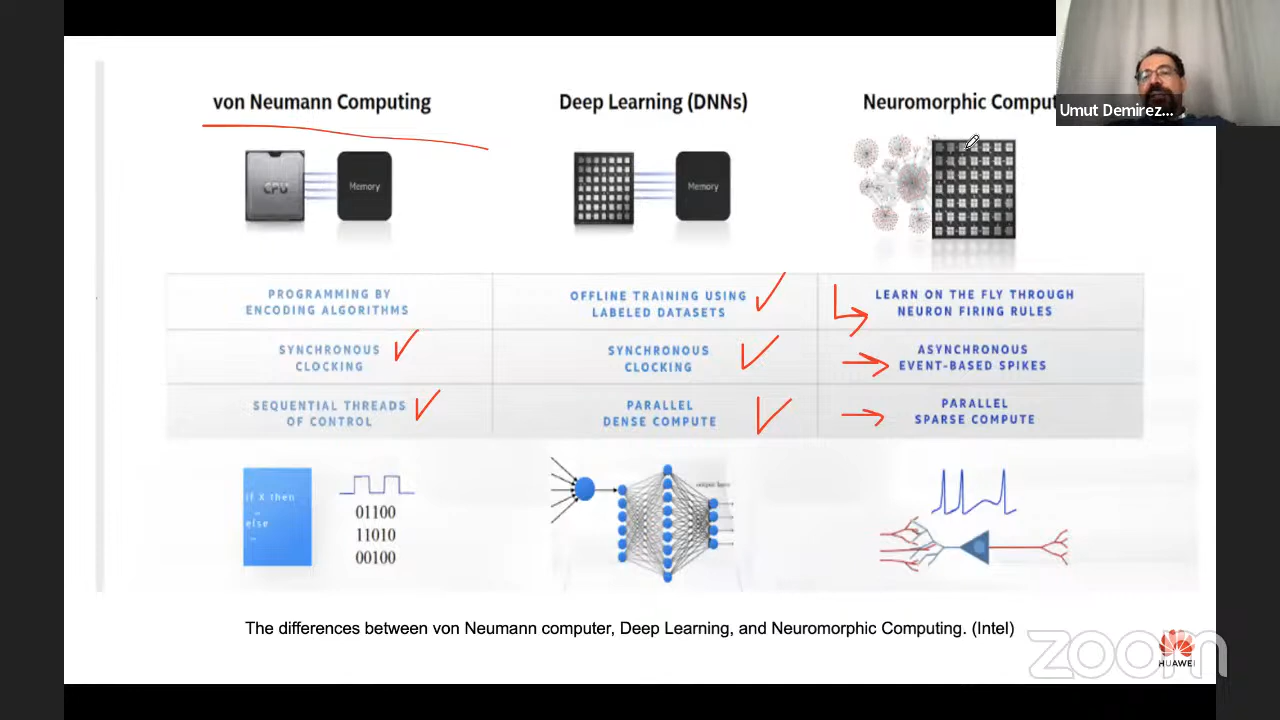 von Neumann Computing
Deep Learning (DNNs)
Neuromorphic Comput
Umut Demirez...
CPU
Memory
Memory
PROGRAMMING BY
ENCODING ALGORITHMS
OFFLINE TRAINING USING
LABELED DATASETS
LEARN ON THE FLY THROUGH
NEURON FIRING RULES
SYNCHRONOUS
CLOCKING
SYNCHRONOUS
CLOCKING
ASYNCHRONOUS
EVENT-BASED SPIKES
SEQUENTIAL THREADS
OF CONTROL
PARALLEL
DENSE COMPUTE
PARALLEL
SPARSE COMPUTE
if X then
else
01100
11010
00100
The differences between von Neumann computer, Deep Learning, and Neuromorphic Computing. (Intel)
zoom
HUAWEI